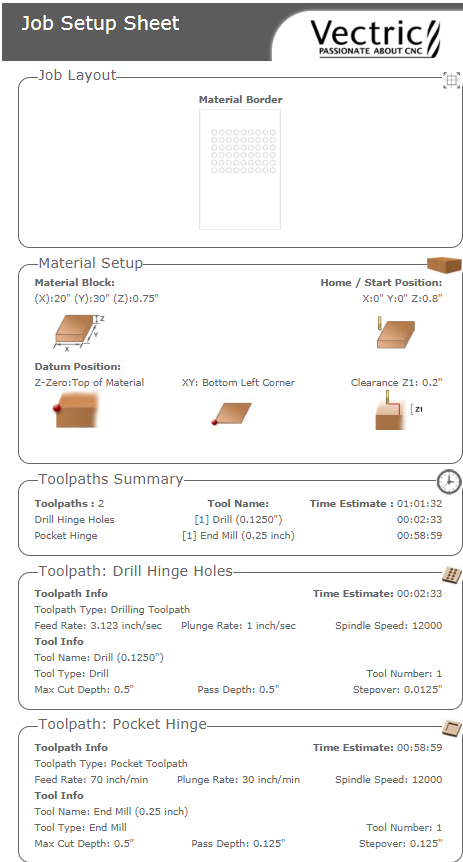 Job Setup Sheet
Vectric
PASSIONATE ABOUT CNC
Job Layout
Material Border
Material Setup
Material Block: Home / Start Position:
(X):20" (Y):30" (Z):0.75" X:0" Y:0" Z:0.8"
Z
Y
X
Datum Position:
Z-Zero:Top of Material XY: Bottom Left Corner Clearance Z1: 0.2"
Z1
Toolpaths Summary
Toolpaths : 2 Tool Name: Time Estimate : 01:01:32
Drill Hinge Holes [1] Drill (0.1250") 00:02:33
Pocket Hinge [1] End Mill (0.25 inch) 00:58:59
Toolpath: Drill Hinge Holes
Toolpath Info Time Estimate: 00:02:33
Toolpath Type: Drilling Toolpath
Feed Rate: 3.123 inch/sec Plunge Rate: 1 inch/sec Spindle Speed: 12000
Tool Info
Tool Name: Drill (0.1250")
Tool Type: Drill Tool Number: 1
Max Cut Depth: 0.5" Pass Depth: 0.5" Stepover: 0.0125"
Toolpath: Pocket Hinge
Toolpath Info Time Estimate: 00:58:59
Toolpath Type: Pocket Toolpath
Feed Rate: 70 inch/min Plunge Rate: 30 inch/min Spindle Speed: 12000
Tool Info
Tool Name: End Mill (0.25 inch)
Tool Type: End Mill Tool Number: 1
Max Cut Depth: 0.5" Pass Depth: 0.125" Stepover: 0.125"